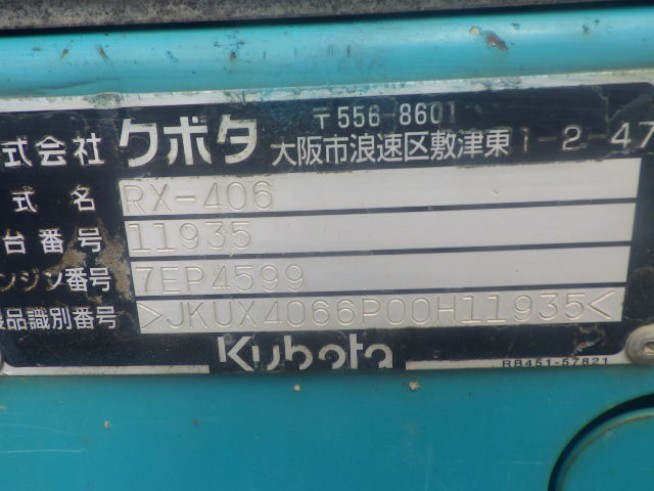 式会社 クボタ 〒556-8601
大阪市浪速区敷津東1-2-47
式名 RX-406
台番号 11935
ンジン番号 7EP4599
製品識別番号 >JKUX4066P00H11935<
Kubota RB451-57821